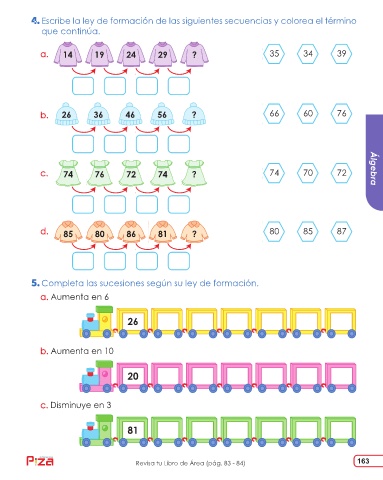 4. Escribe la ley de formación de las siguientes secuencias y colorea el término
que continúa.
a. 14 19 24 29 ? 35 34 39
b. 26 36 46 56 ? 66 60 76
Álgebra
c. 74 76 72 74 ? 74 70 72
d. 85 80 86 81 ? 80 85 87
5. Completa las sucesiones según su ley de formación.
a. Aumenta en 6
26
b. Aumenta en 10
20
c. Disminuye en 3
81
Revisa tu Libro de Área (pág. 83 - 84)
163